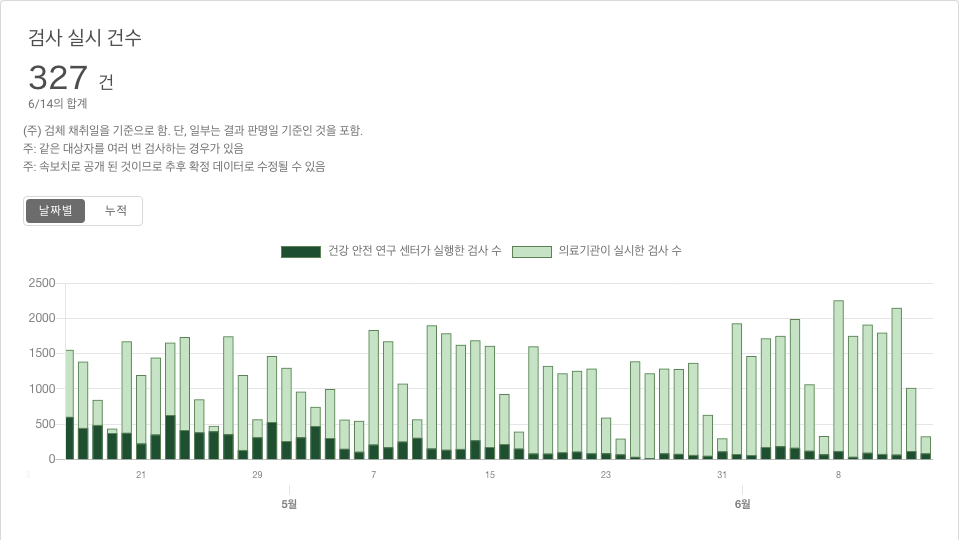 검사 실시 건수
327 건
6/14의 합계
(주) 검체 채취일을 기준으로 함. 단, 일부는 결과 판명일 기준인 것을 포함.
주: 같은 대상자를 여러 번 검사하는 경우가 있음
주: 속보치로 공개 된 것이므로 추후 확정 데이터로 수정될 수 있음
날짜별 누적
건강 안전 연구 센터가 실행한 검사 수 의료기관이 실시한 검사 수
2500
2000
1500
1000
500
0
21 29 7 15 23 31 8
5월 6월